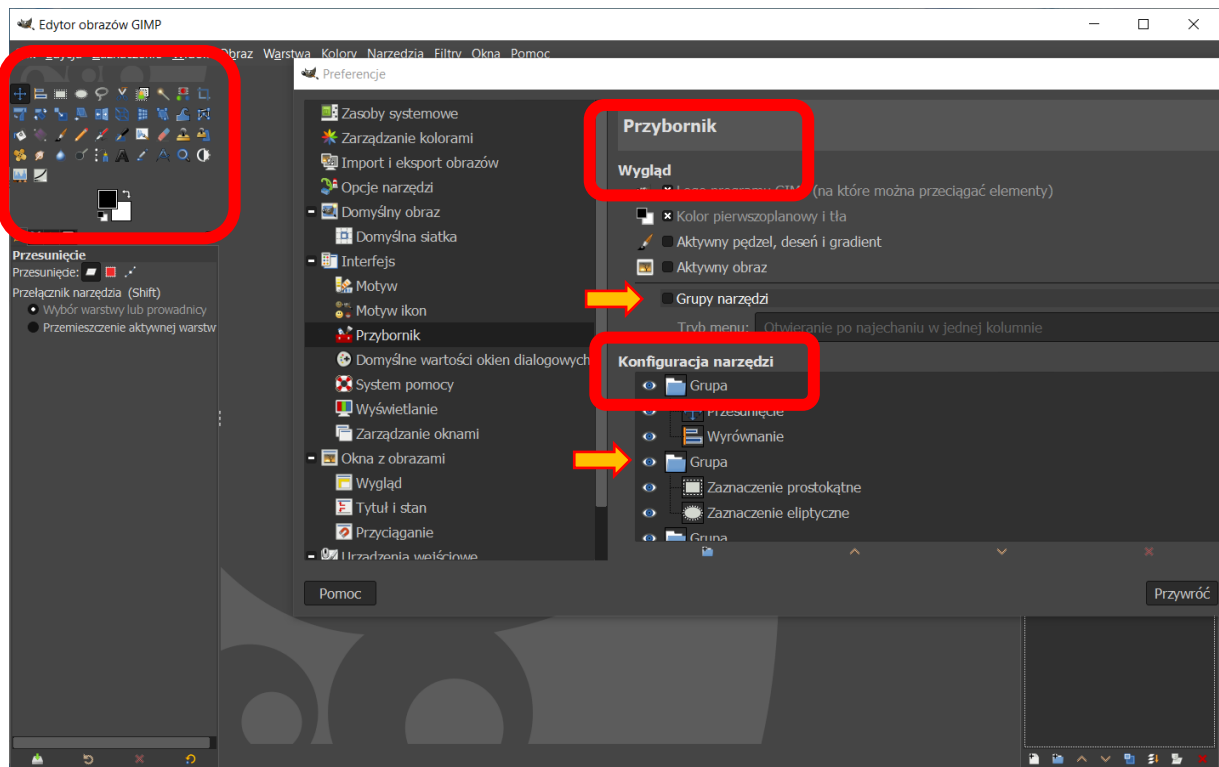 Edytor obrazów GIMP
Obraz Warstwa Kolory Narzędzia Filtry Okna Pomoc
Preferencje
Zasoby systemowe
Zarządzanie kolorami
Import i eksport obrazów
Opcje narzędzi
Domyślny obraz
Domyślna siatka
Interfejs
Motyw
Motyw ikon
Przybornik
Domyślne wartości okien dialogowych
System pomocy
Wyświetlanie
Zarządzanie oknami
Okna z obrazami
Wygląd
Tytuł i stan
Przyciąganie
Urządzenia wejściowe
Przybornik
Wygląd
(na które można przeciągać elementy)
Kolor pierwszoplanowy i tła
Aktywny pędzel, deseń i gradient
Aktywny obraz
Grupy narzędzi
Tryb menu: Otwieranie po najechaniu w jednej kolumnie
Konfiguracja narzędzi
Grupa
Przesunięcie
Wyrównanie
Grupa
Zaznaczenie prostokątne
Zaznaczenie eliptyczne
Grupa
Pomoc
Przywróć
Przesunięcie
Przesunięcie:
Przełącznik narzędzia (Shift)
Wybór warstwy lub prowadnicy
Przemieszczenie aktywnej warstw